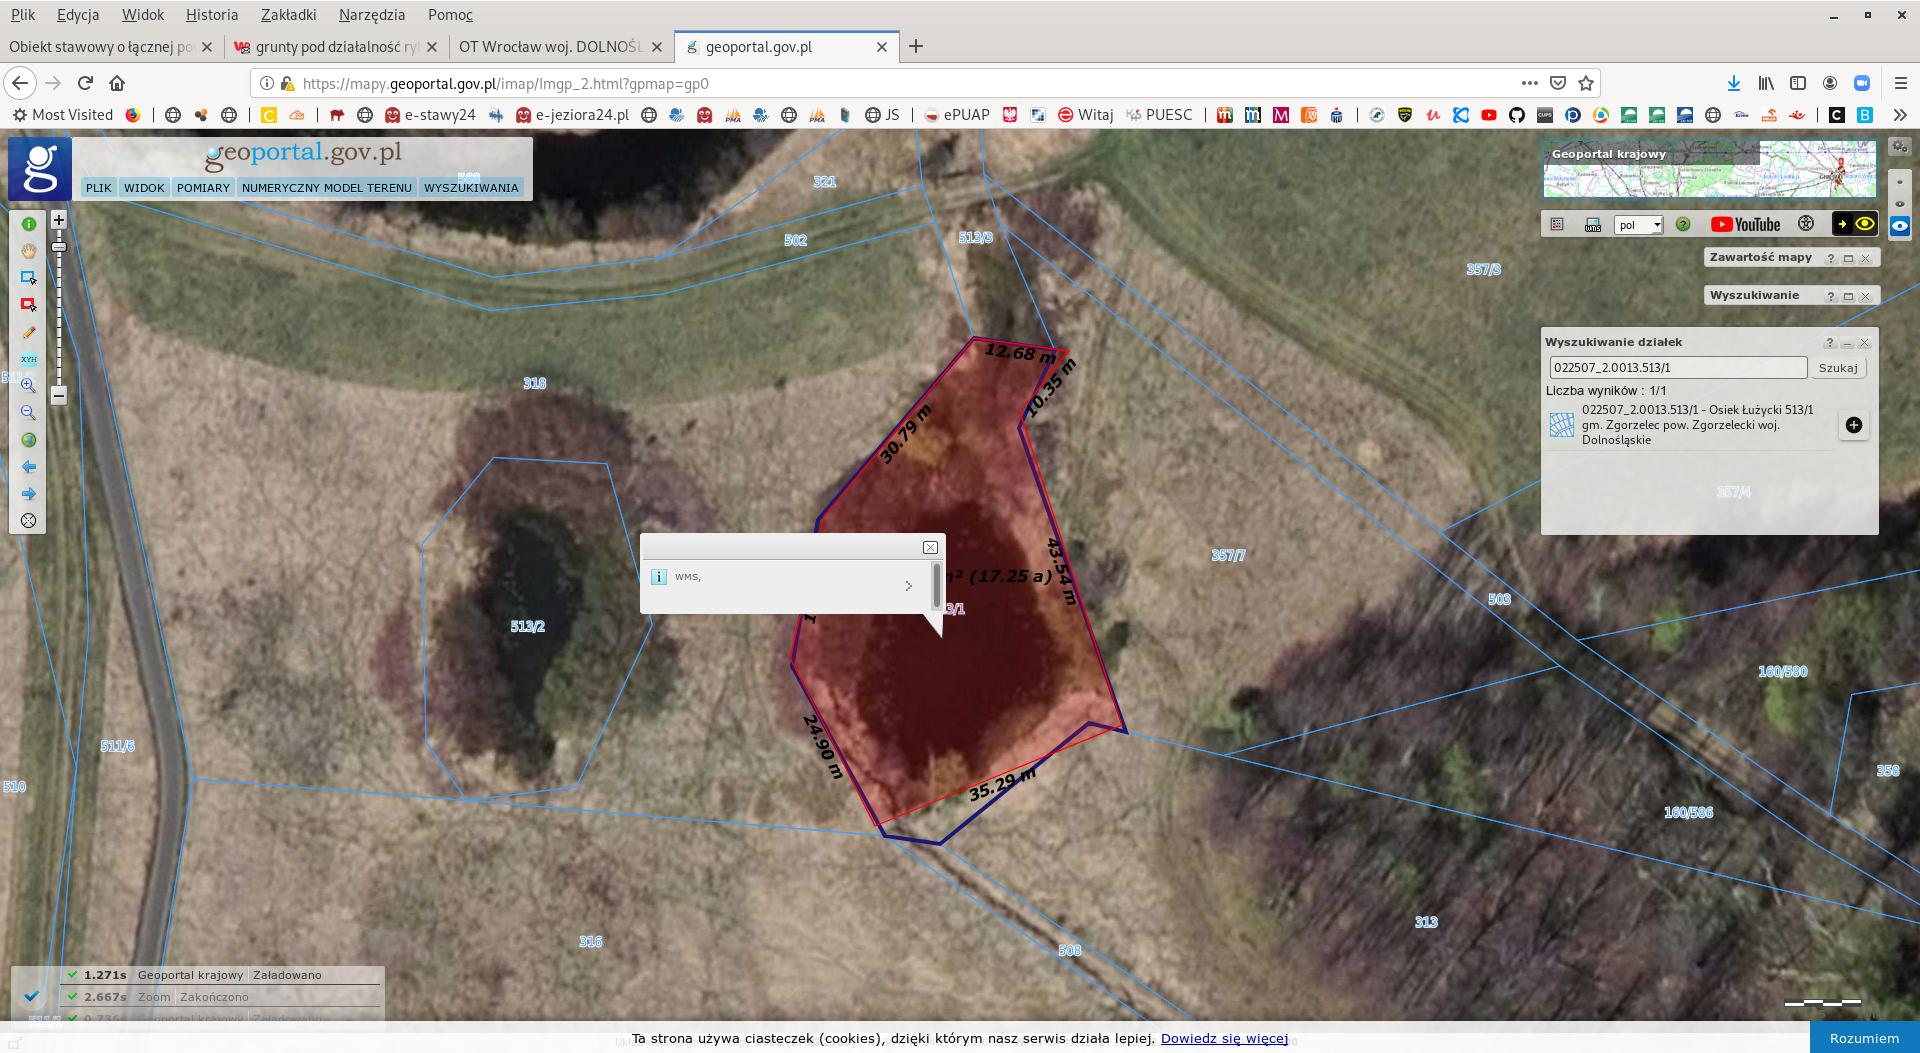 Plik Edycja Widok Historia Zakładki Narzędzia Pomoc
Obiekt stawowy o łącznej po
grunty pod działalność ry
OT Wrocław woj. DOLNOŚL
geoportal.gov.pl
https://mapy.geoportal.gov.pl/imap/Imgp_2.html?gpmap=gp0
Most Visited
e-stawy24
e-jeziora24.pl
JS
ePUAP
Witaj
PUESC
geoportal.gov.pl
PLIK WIDOK POMIARY NUMERYCZNY MODEL TERENU WYSZUKIWANIA
Geoportal krajowy
wms
pol
YouTube
XYH
Zawartość mapy
Wyszukiwanie
Wyszukiwanie działek
022507_2.0013.513/1
Szukaj
Liczba wyników : 1/1
022507_2.0013.513/1 - Osiek Łużycki 513/1
gm. Zgorzelec pow. Zgorzelecki woj.
Dolnośląskie
321
502
513/3
357/3
318
357/4
12.68 m
10.35 m
30.79 m
43.54 m
m² (17.25 a)
3/1
WMS,
357/7
503
513/2
24.90 m
35.29 m
160/580
511/6
510
358
160/586
313
316
508
1.271s Geoportal krajowy Załadowano
2.667s Zoom Zakończono
0.736s Geoportal krajowy Załadowano
Ta strona używa ciasteczek (cookies), dzięki którym nasz serwis działa lepiej. Dowiedz się więcej
Rozumiem